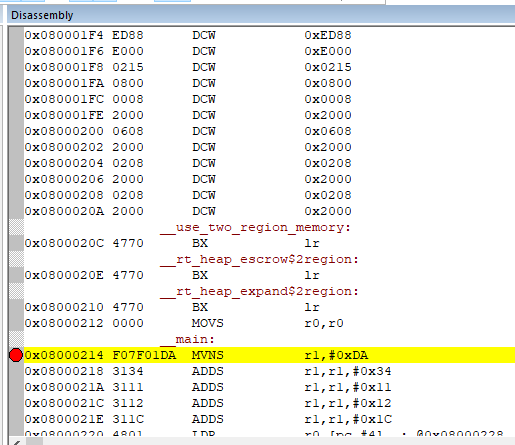 Disassembly
0x080001F4 ED88 DCW 0xED88
0x080001F6 E000 DCW 0xE000
0x080001F8 0215 DCW 0x0215
0x080001FA 0800 DCW 0x0800
0x080001FC 0008 DCW 0x0008
0x080001FE 2000 DCW 0x2000
0x08000200 0608 DCW 0x0608
0x08000202 2000 DCW 0x2000
0x08000204 0208 DCW 0x0208
0x08000206 2000 DCW 0x2000
0x08000208 0208 DCW 0x0208
0x0800020A 2000 DCW 0x2000
__use_two_region_memory:
0x0800020C 4770 BX lr
__rt_heap_escrow$2region:
0x0800020E 4770 BX lr
__rt_heap_expand$2region:
0x08000210 4770 BX lr
0x08000212 0000 MOVS r0,r0
__main:
0x08000214 F07F01DA MVNS r1,#0xDA
0x08000218 3134 ADDS r1,r1,#0x34
0x0800021A 3111 ADDS r1,r1,#0x11
0x0800021C 3112 ADDS r1,r1,#0x12
0x0800021E 311C ADDS r1,r1,#0x1C
0x08000220 4801 LDR r0,[pc,#4] ; @0x08000228